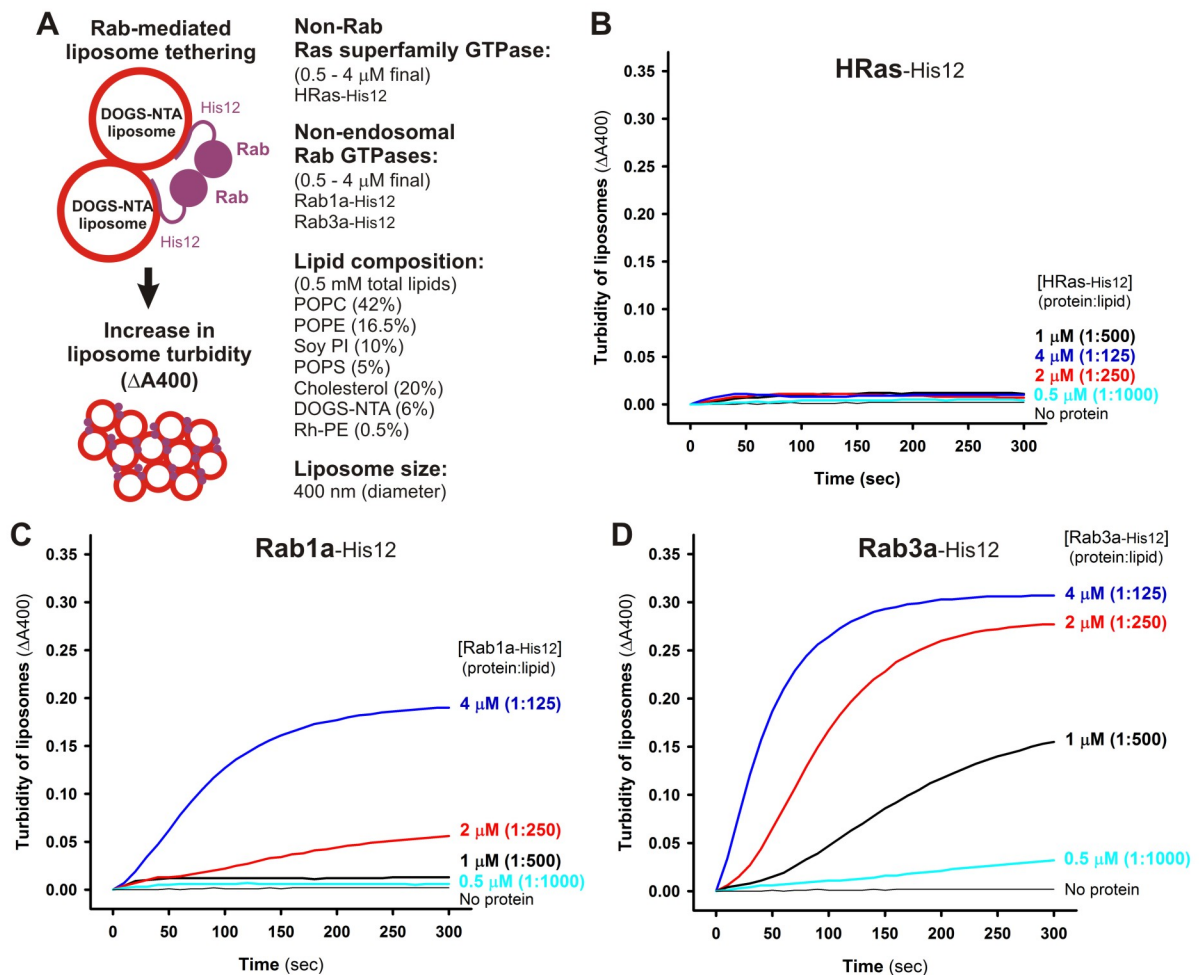 A
Rab-mediated
liposome tethering
DOGS-NTA
liposome
His12
Rab
Rab
DOGS-NTA
liposome
His12
Increase in
liposome turbidity
(ΔA400)
Non-Rab
Ras superfamily GTPase:
(0.5 - 4 μM final)
HRas-His12
Non-endosomal
Rab GTPases:
(0.5 - 4 μM final)
Rab1a-His12
Rab3a-His12
Lipid composition:
(0.5 mM total lipids)
POPC (42%)
POPE (16.5%)
Soy PI (10%)
POPS (5%)
Cholesterol (20%)
DOGS-NTA (6%)
Rh-PE (0.5%)
Liposome size:
400 nm (diameter)
B
HRas-His12
Turbidity of liposomes (ΔA400)
0.35
0.30
0.25
0.20
0.15
0.10
0.05
0.00
[HRas-His12]
(protein:lipid)
1 μM (1:500)
4 μM (1:125)
2 μM (1:250)
0.5 μM (1:1000)
No protein
0 50 100 150 200 250 300
Time (sec)
C
Rab1a-His12
Turbidity of liposomes (ΔA400)
0.35
0.30
0.25
0.20
0.15
0.10
0.05
0.00
[Rab1a-His12]
(protein:lipid)
4 μM (1:125)
2 μM (1:250)
1 μM (1:500)
0.5 μM (1:1000)
No protein
0 50 100 150 200 250 300
Time (sec)
D
Rab3a-His12
Turbidity of liposomes (ΔA400)
0.35
0.30
0.25
0.20
0.15
0.10
0.05
0.00
[Rab3a-His12]
(protein:lipid)
4 μM (1:125)
2 μM (1:250)
1 μM (1:500)
0.5 μM (1:1000)
No protein
0 50 100 150 200 250 300
Time (sec)